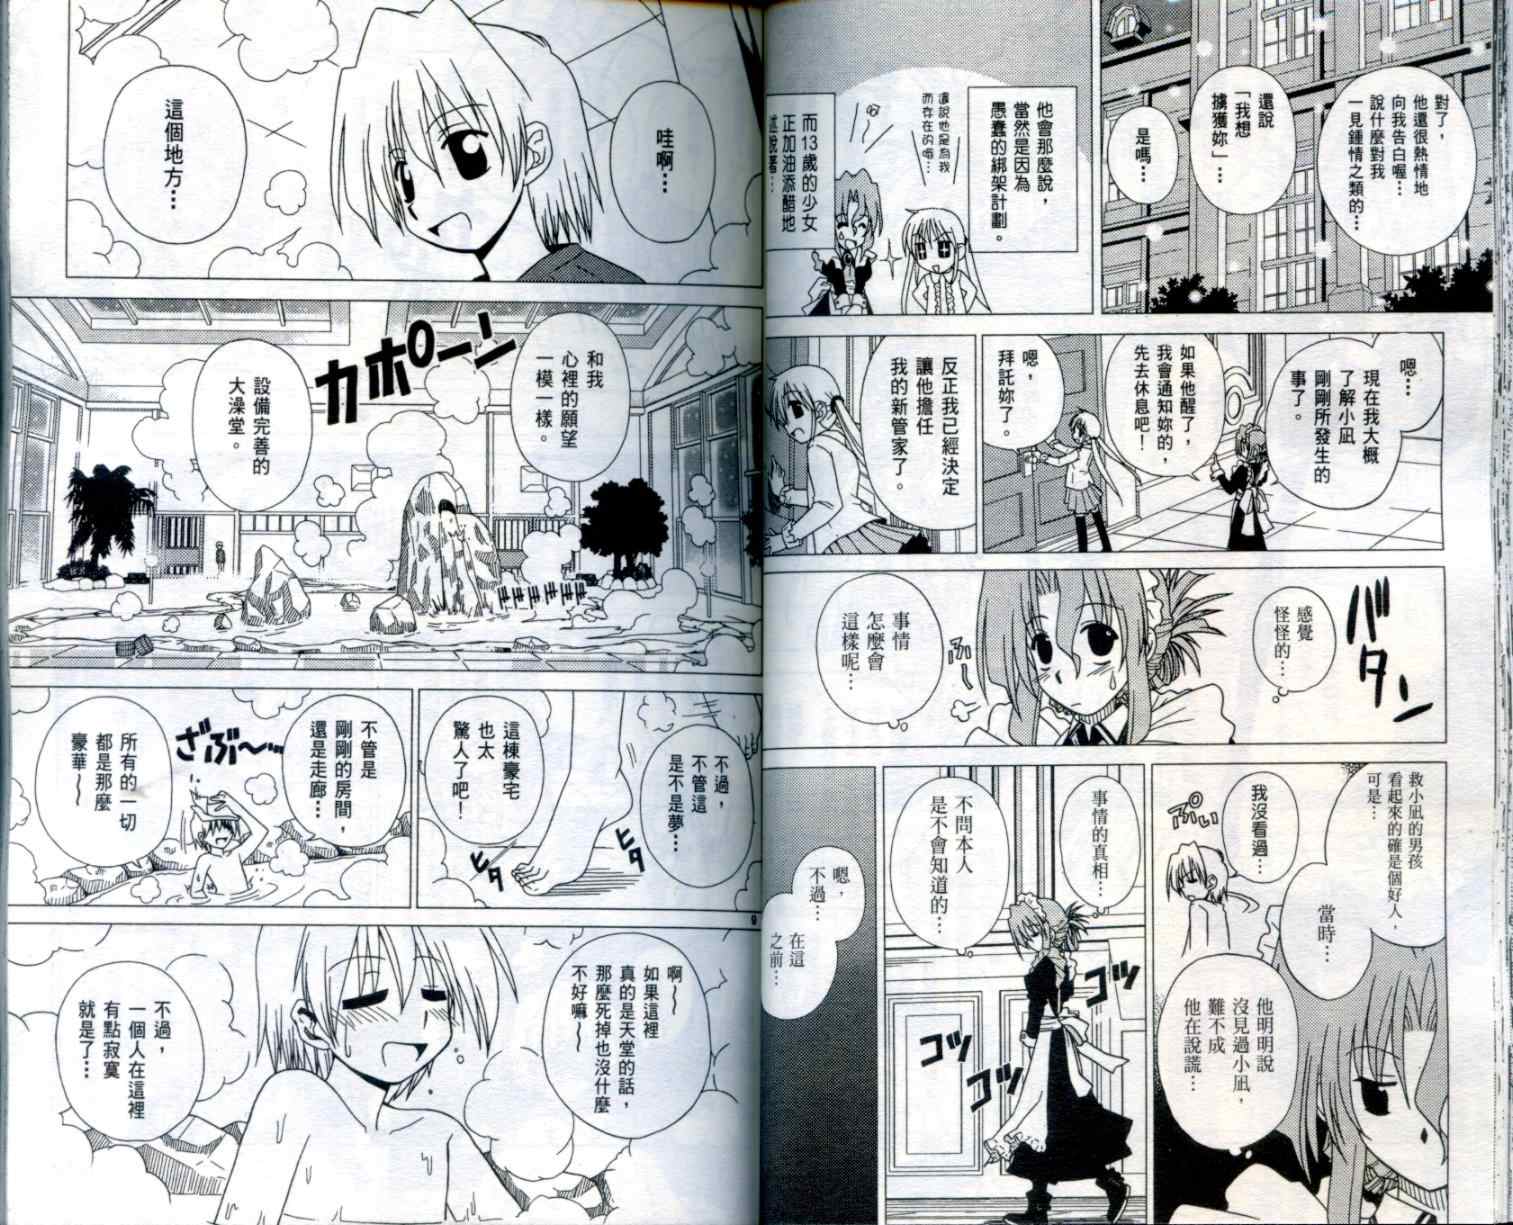 對了，
他還很熱情地
向我告白喔…
說什麼對我
一見鍾情之類的…
還說
「我想
擄獲妳」…
是嗎…
他會那麼說，
當然是因為
愚蠢的綁架計劃。
還說他是為我
而存在的嘸…
而13歲的少女
正加油添醋地
述說著…
嗯…
現在我大概
了解小凪
剛剛所發生的
事了。
如果他醒了，
我會通知妳的，
先去休息吧！
嗯，
拜託妳了。
反正我已經決定
讓他擔任
我的新管家了。
バタン
感覺
怪怪的…
ふ～
事情
怎麼會
這樣呢…
救小凪的男孩
看起來的確是個好人，
可是…
當時…
我沒看過…
ぷい
他明明說
沒見過小凪，
難不成
他在說謊…
事情的真相…
不問本人
是不會知道的…
コツ
コツ
コツ
嗯，
不過…
在這
之前…
哇啊…
這個地方…
和我
心裡的願望
一模一樣。
カポーン
設備完善的
大澡堂。
不過，
不管這
是不是夢…
這棟豪宅
也太
驚人了吧！
ヒタ
ヒタ
不管是
剛剛的房間，
還是走廊…
ざぶ～…
所有的一切
都是那麼
豪華～
9
啊～
如果這裡
真的是天堂的話，
那麼死掉也沒什麼
不好嘛～
不過，
一個人在這裡
有點寂寞
就是了…